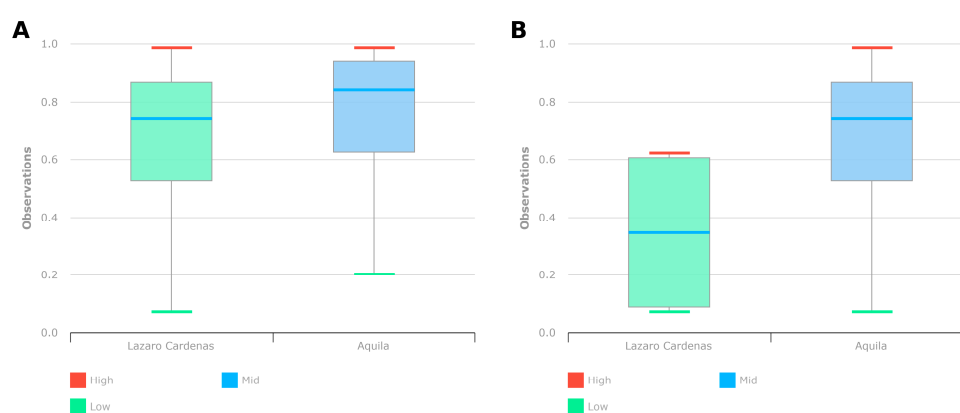 A
B
1.0
0.8
0.6
0.4
0.2
0.0
Observations
Lazaro Cardenas
Aquila
High
Mid
Low
1.0
0.8
0.6
0.4
0.2
0.0
Observations
Lazaro Cardenas
Aquila
High
Mid
Low